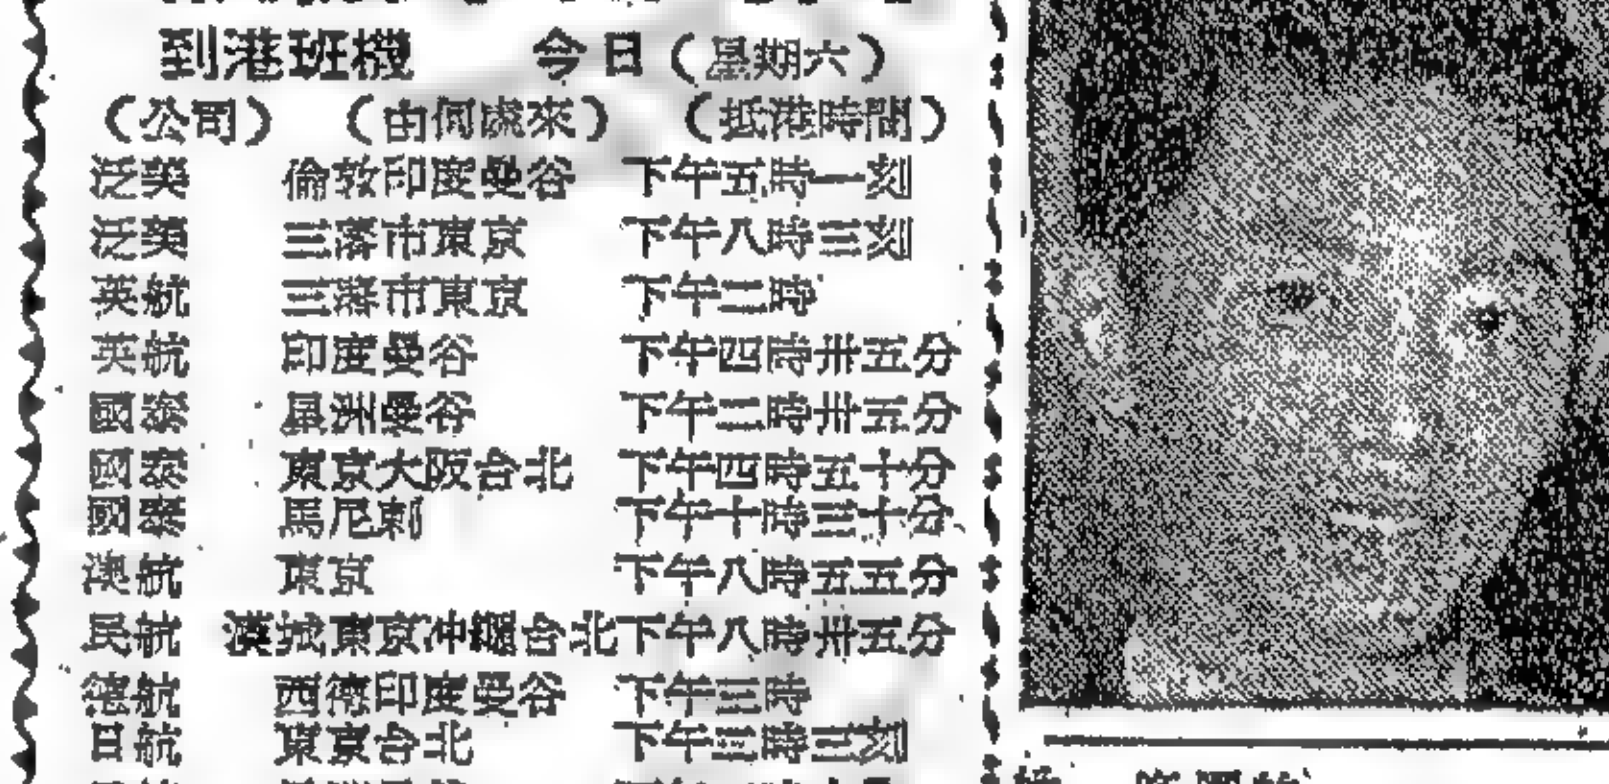 到港班機 今日（星期六）
（公司） （由何處來） （抵港時間）
泛美 倫敦印度曼谷 下午五時一刻
泛美 三藩市東京 下午八時三刻
英航 三藩市東京 下午二時
英航 印度曼谷 下午四時卅五分
國泰 星洲曼谷 下午二時卅五分
國泰 東京大阪台北 下午四時五十分
國泰 馬尼剌 下午十時三十分
澳航 東京 下午八時五五分
民航 漢城東京冲繩台北 下午八時卅五分
德航 西德印度曼谷 下午三時
日航 東京台北 下午三時三刻